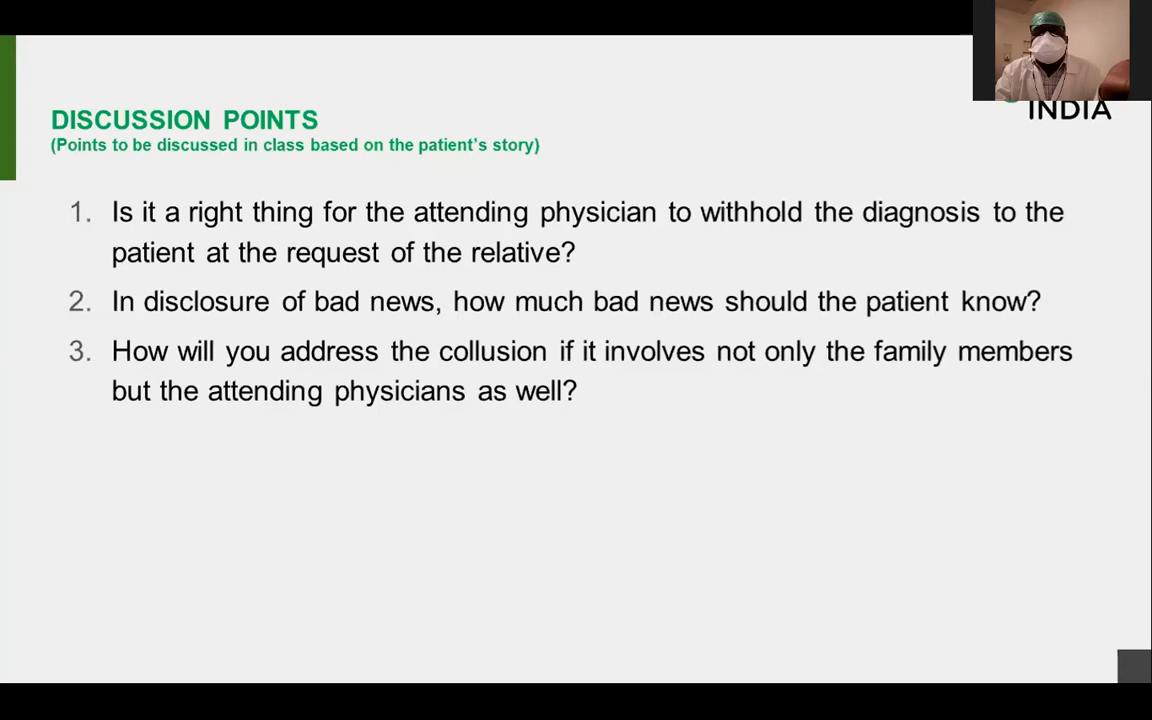 INDIA
DISCUSSION POINTS
(Points to be discussed in class based on the patient's story)
1. Is it a right thing for the attending physician to withhold the diagnosis to the
patient at the request of the relative?
2. In disclosure of bad news, how much bad news should the patient know?
3. How will you address the collusion if it involves not only the family members
but the attending physicians as well?